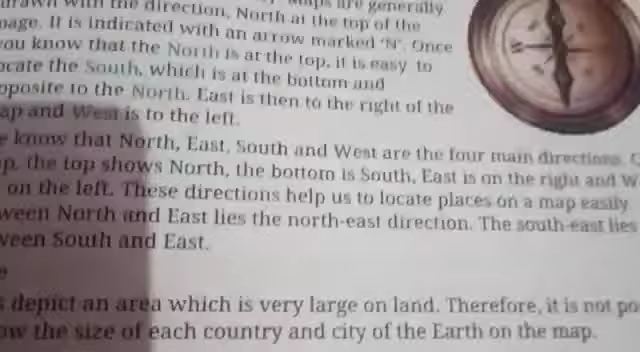 drawn with the direction, North at the top of the
page. It is indicated with an arrow marked 'N'. Once
you know that the North is at the top, it is easy to
ocate the South, which is at the bottom and
pposite to the North. East is then to the right of the
ap and West is to the left.
e know that North, East, South and West are the four main directions.
p, the top shows North, the bottom is South, East is on the right and W
on the left. These directions help us to locate places on a map easily
ween North and East lies the north-east direction. The south-east lies
ween South and East.
e
s depict an area which is very large on land. Therefore, it is not po
ow the size of each country and city of the Earth on the map.